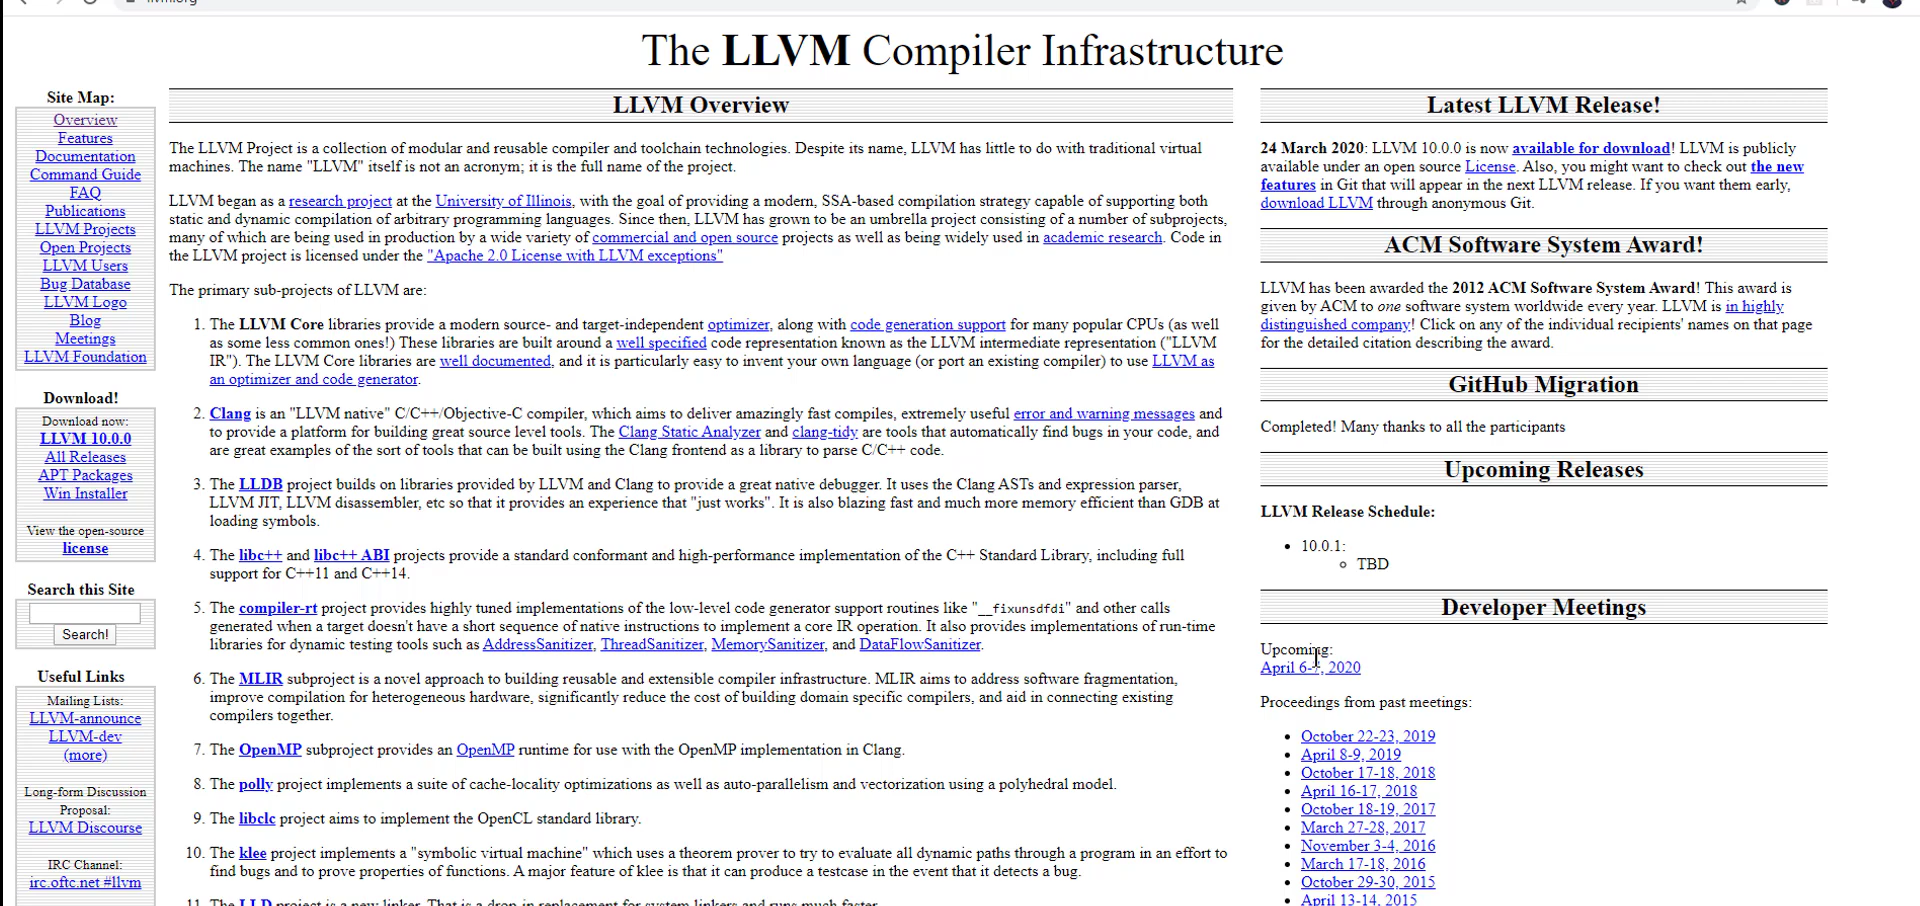 The LLVM Compiler Infrastructure
Site Map:
Overview
Features
Documentation
Command Guide
FAQ
Publications
LLVM Projects
Open Projects
LLVM Users
Bug Database
LLVM Logo
Blog
Meetings
LLVM Foundation
Download!
Download now:
LLVM 10.0.0
All Releases
APT Packages
Win Installer
View the open-source
license
Search this Site
Search!
Useful Links
Mailing Lists:
LLVM-announce
LLVM-dev
(more)
Long-form Discussion
Proposal:
LLVM Discourse
IRC Channel:
irc.oftc.net #llvm
LLVM Overview
The LLVM Project is a collection of modular and reusable compiler and toolchain technologies. Despite its name, LLVM has little to do with traditional virtual
machines. The name "LLVM" itself is not an acronym; it is the full name of the project.
LLVM began as a research project at the University of Illinois, with the goal of providing a modern, SSA-based compilation strategy capable of supporting both
static and dynamic compilation of arbitrary programming languages. Since then, LLVM has grown to be an umbrella project consisting of a number of subprojects,
many of which are being used in production by a wide variety of commercial and open source projects as well as being widely used in academic research. Code in
the LLVM project is licensed under the "Apache 2.0 License with LLVM exceptions"
The primary sub-projects of LLVM are:
1. The LLVM Core libraries provide a modern source- and target-independent optimizer, along with code generation support for many popular CPUs (as well
as some less common ones!) These libraries are built around a well specified code representation known as the LLVM intermediate representation ("LLVM
IR"). The LLVM Core libraries are well documented, and it is particularly easy to invent your own language (or port an existing compiler) to use LLVM as
an optimizer and code generator.
2. Clang is an "LLVM native" C/C++/Objective-C compiler, which aims to deliver amazingly fast compiles, extremely useful error and warning messages and
to provide a platform for building great source level tools. The Clang Static Analyzer and clang-tidy are tools that automatically find bugs in your code, and
are great examples of the sort of tools that can be built using the Clang frontend as a library to parse C/C++ code.
3. The LLDB project builds on libraries provided by LLVM and Clang to provide a great native debugger. It uses the Clang ASTs and expression parser,
LLVM JIT, LLVM disassembler, etc so that it provides an experience that "just works". It is also blazing fast and much more memory efficient than GDB at
loading symbols.
4. The libc++ and libc++ ABI projects provide a standard conformant and high-performance implementation of the C++ Standard Library, including full
support for C++11 and C++14.
5. The compiler-rt project provides highly tuned implementations of the low-level code generator support routines like "__fixunsdfdi" and other calls
generated when a target doesn't have a short sequence of native instructions to implement a core IR operation. It also provides implementations of run-time
libraries for dynamic testing tools such as AddressSanitizer, ThreadSanitizer, MemorySanitizer, and DataFlowSanitizer.
6. The MLIR subproject is a novel approach to building reusable and extensible compiler infrastructure. MLIR aims to address software fragmentation,
improve compilation for heterogeneous hardware, significantly reduce the cost of building domain specific compilers, and aid in connecting existing
compilers together.
7. The OpenMP subproject provides an OpenMP runtime for use with the OpenMP implementation in Clang.
8. The polly project implements a suite of cache-locality optimizations as well as auto-parallelism and vectorization using a polyhedral model.
9. The libclc project aims to implement the OpenCL standard library.
10. The klee project implements a "symbolic virtual machine" which uses a theorem prover to try to evaluate all dynamic paths through a program in an effort to
find bugs and to prove properties of functions. A major feature of klee is that it can produce a testcase in the event that it detects a bug.
11. The LLD project is a new linker. That is a drop-in replacement for system linkers and runs much faster.
Latest LLVM Release!
24 March 2020: LLVM 10.0.0 is now available for download! LLVM is publicly
available under an open source License. Also, you might want to check out the new
features in Git that will appear in the next LLVM release. If you want them early,
download LLVM through anonymous Git.
ACM Software System Award!
LLVM has been awarded the 2012 ACM Software System Award! This award is
given by ACM to one software system worldwide every year. LLVM is in highly
distinguished company! Click on any of the individual recipients' names on that page
for the detailed citation describing the award.
GitHub Migration
Completed! Many thanks to all the participants
Upcoming Releases
LLVM Release Schedule:
10.0.1:
TBD
Developer Meetings
Upcoming:
April 6-7, 2020
Proceedings from past meetings:
October 22-23, 2019
April 8-9, 2019
October 17-18, 2018
April 16-17, 2018
October 18-19, 2017
March 27-28, 2017
November 3-4, 2016
March 17-18, 2016
October 29-30, 2015
April 13-14, 2015